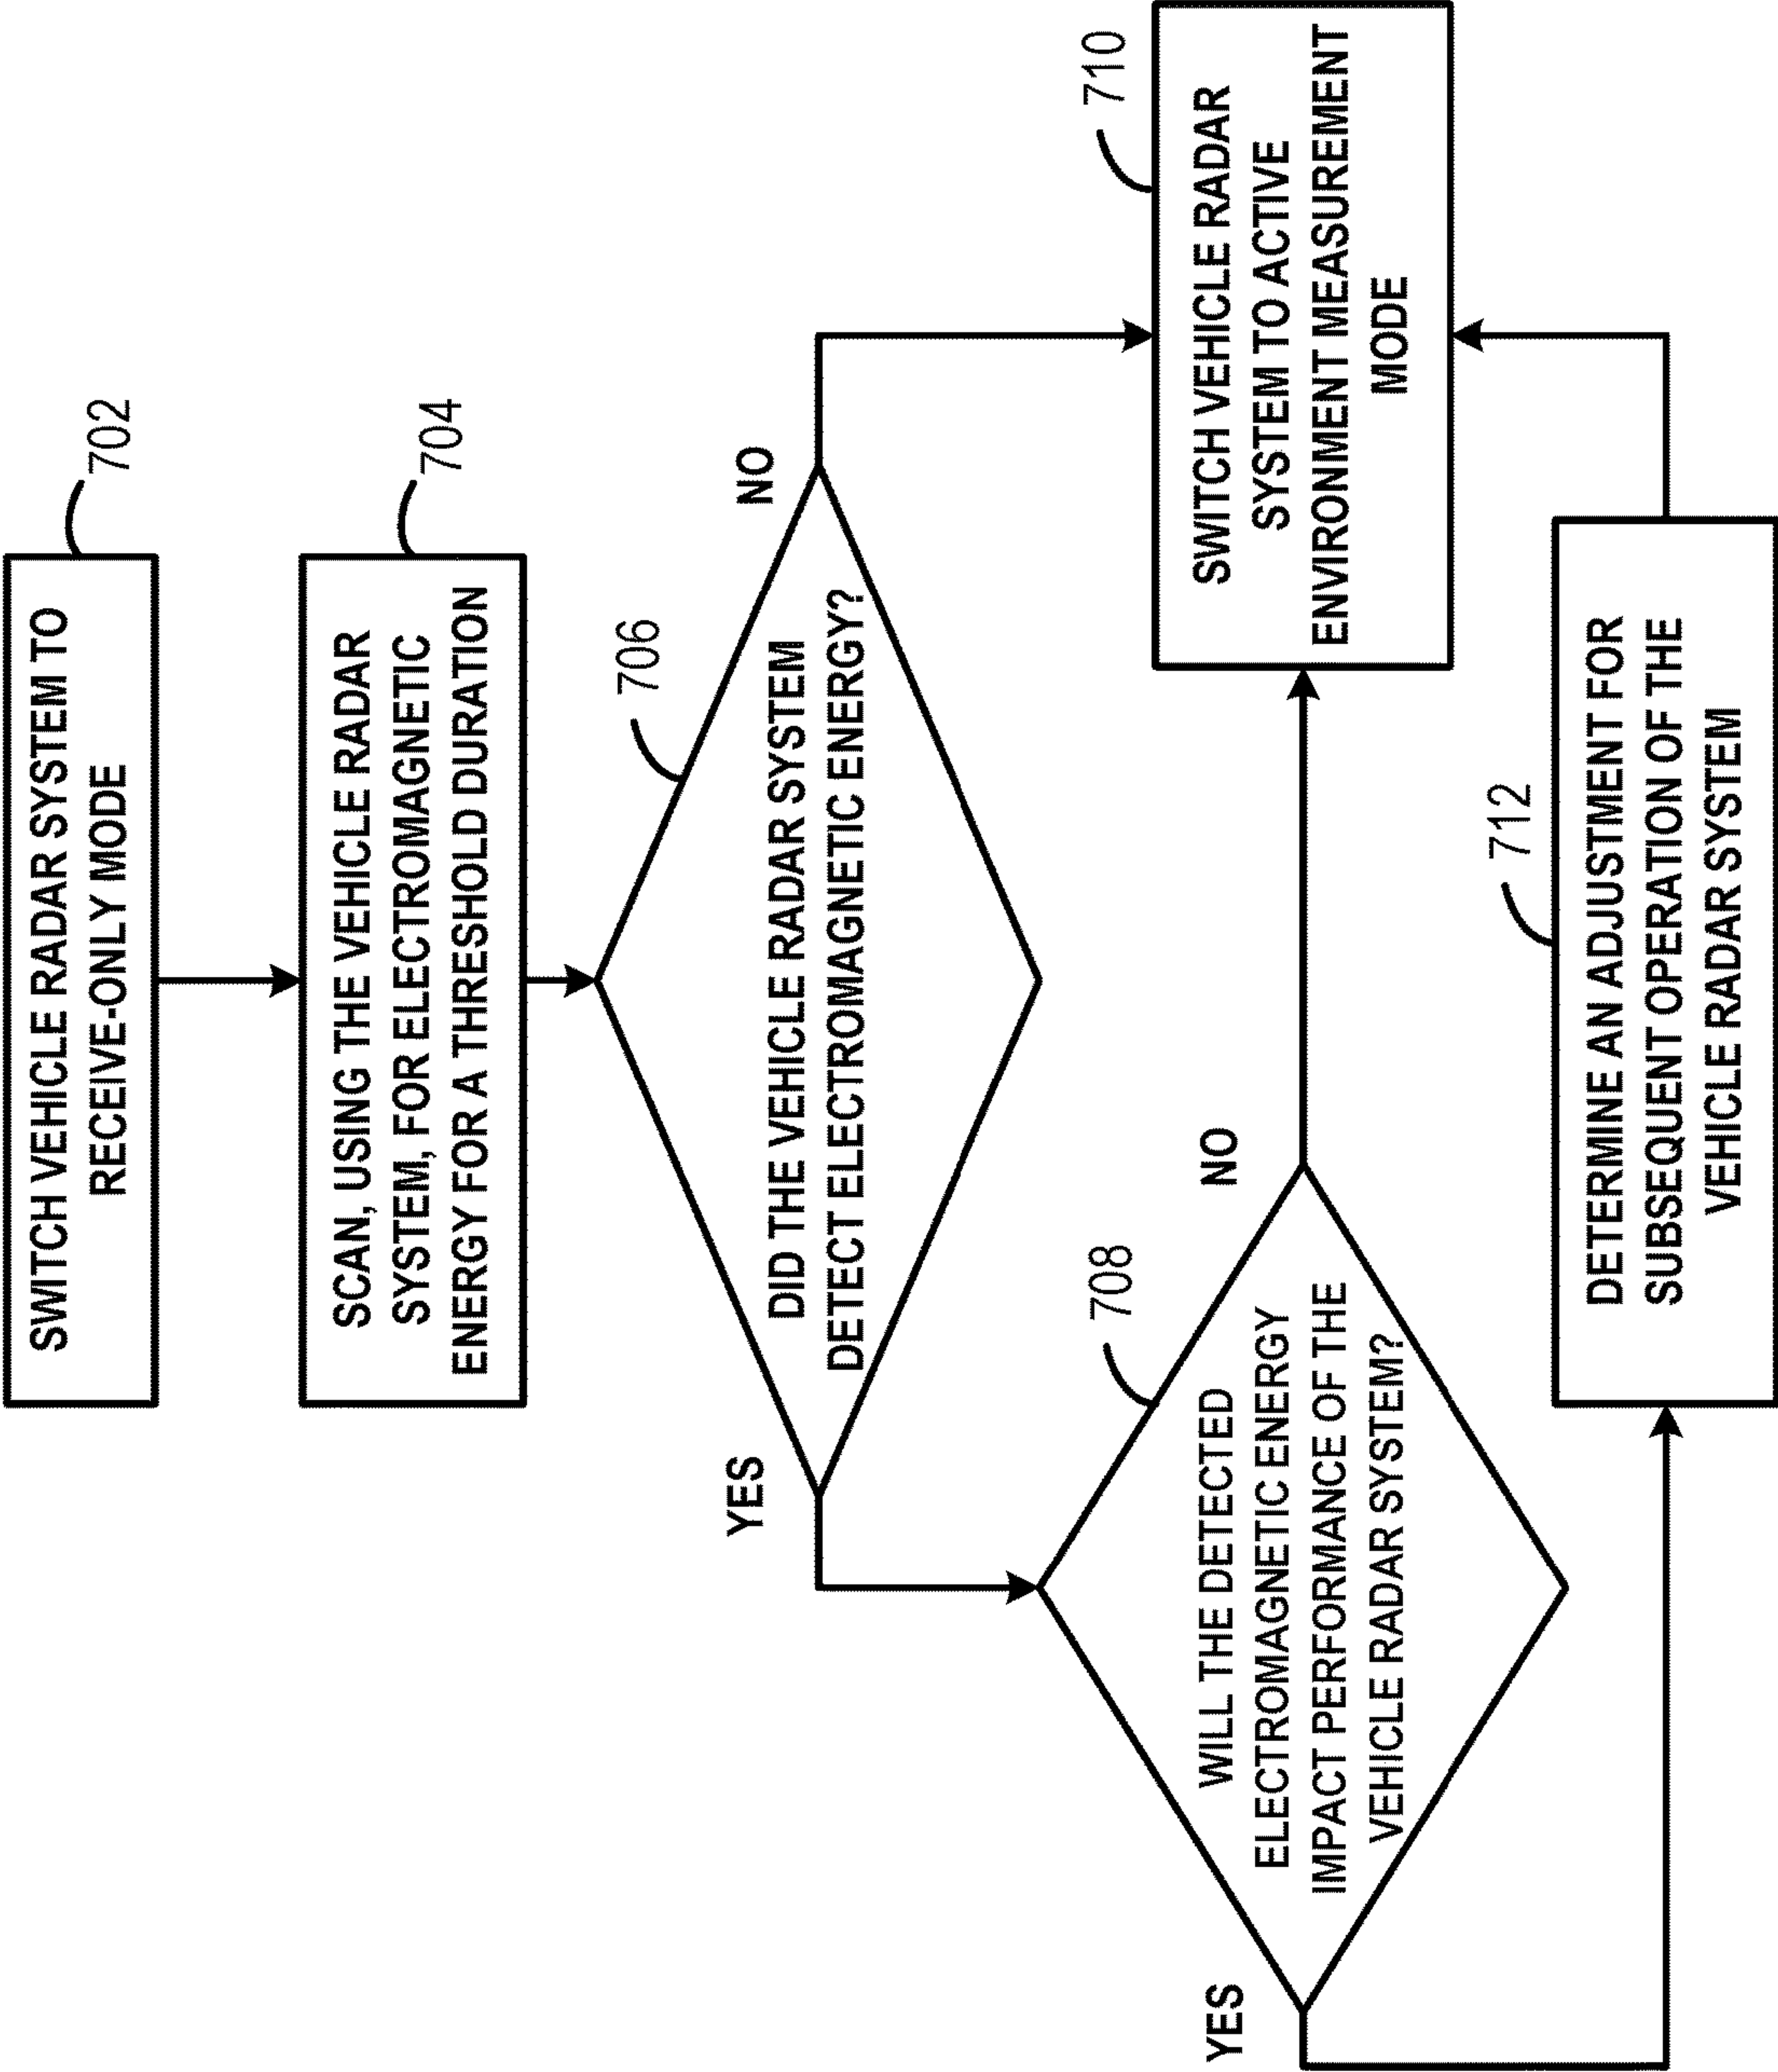 SWITCH VEHICLE RADAR SYSTEM TO
RECEIVE-ONLY MODE
702
SCAN, USING THE VEHICLE RADAR
SYSTEM, FOR ELECTROMAGNETIC
ENERGY FOR A THRESHOLD DURATION
704
706
YES
NO
DID THE VEHICLE RADAR SYSTEM
DETECT ELECTROMAGNETIC ENERGY?
708
YES
NO
WILL THE DETECTED
ELECTROMAGNETIC ENERGY
IMPACT PERFORMANCE OF THE
VEHICLE RADAR SYSTEM?
710
SWITCH VEHICLE RADAR
SYSTEM TO ACTIVE
ENVIRONMENT MEASUREMENT
MODE
712
DETERMINE AN ADJUSTMENT FOR
SUBSEQUENT OPERATION OF THE
VEHICLE RADAR SYSTEM